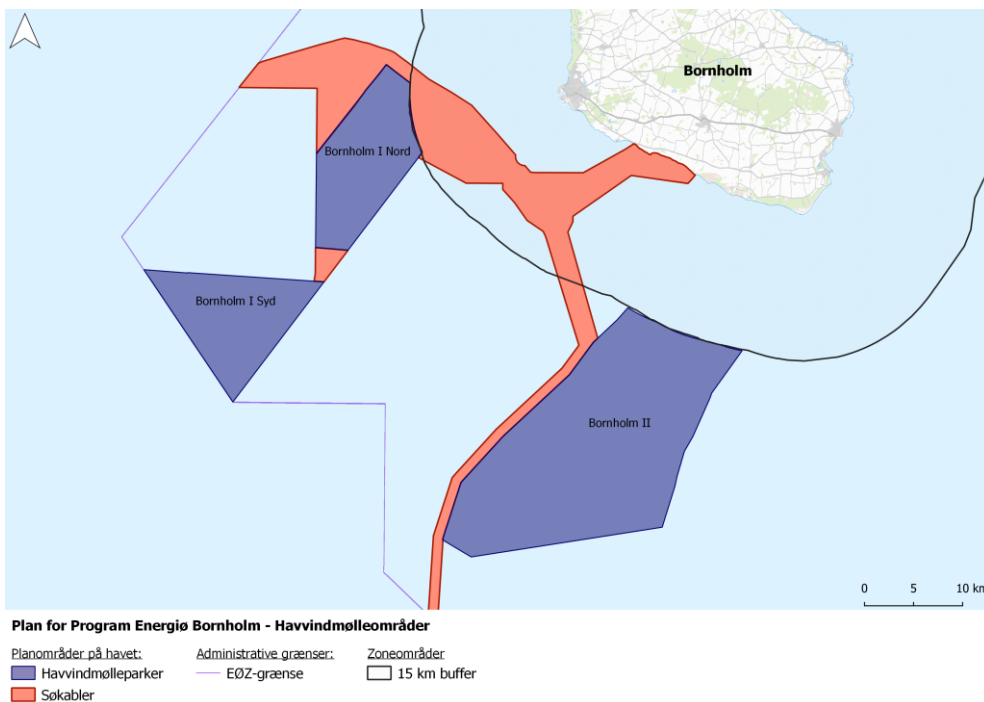 Bornholm
Bornholm I Nord
Bornholm I Syd
Bornholm II
0 5 10 km
Plan for Program Energiø Bornholm - Havvindmølleområder
Planområder på havet: Administrative grænser: Zoneområder
Havvindmølleparker EØZ-grænse 15 km buffer
Søkabler